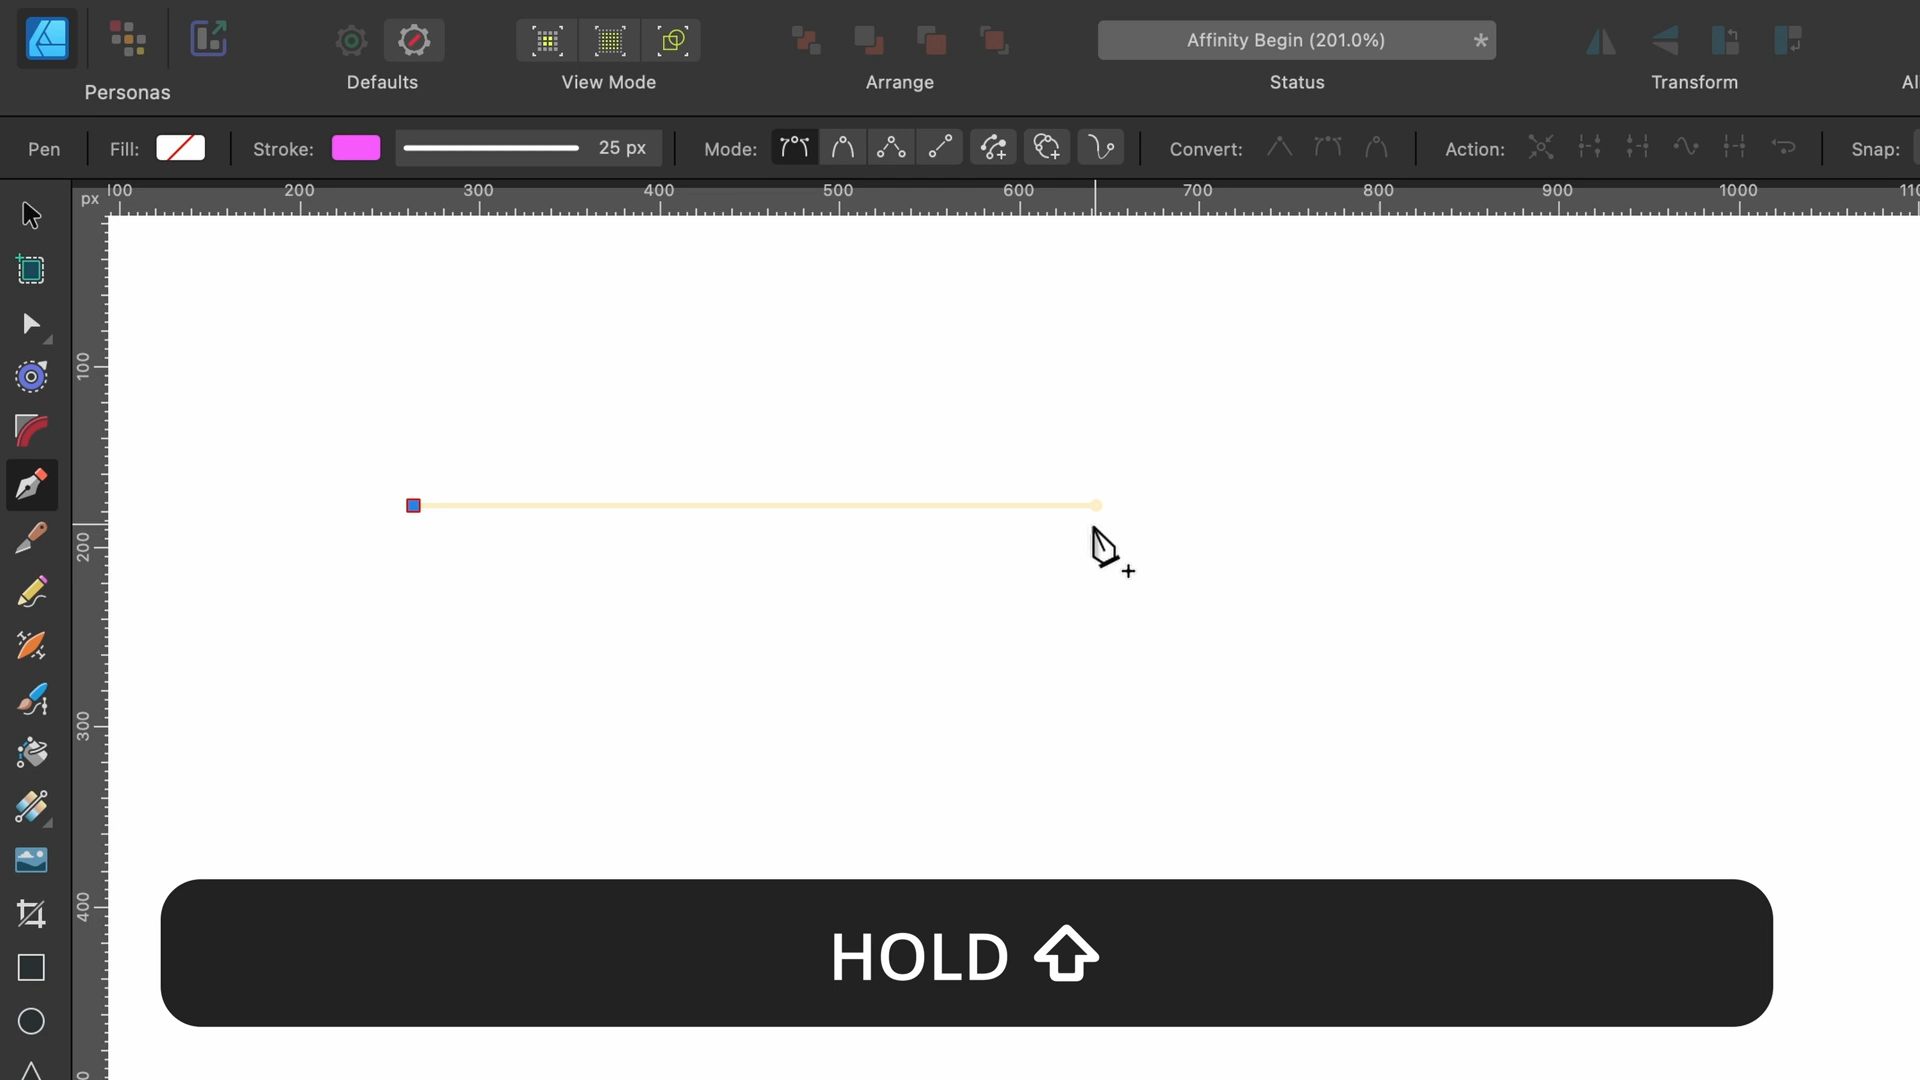 Personas
Defaults
View Mode
Arrange
Affinity Begin (201.0%) *
Status
Transform
Al
Pen
Fill:
Stroke:
25 px
Mode:
Convert:
Action:
Snap:
px
100 200 300 400 500 600 700 800 900 1000 110
100
200
300
400
HOLD ⇧